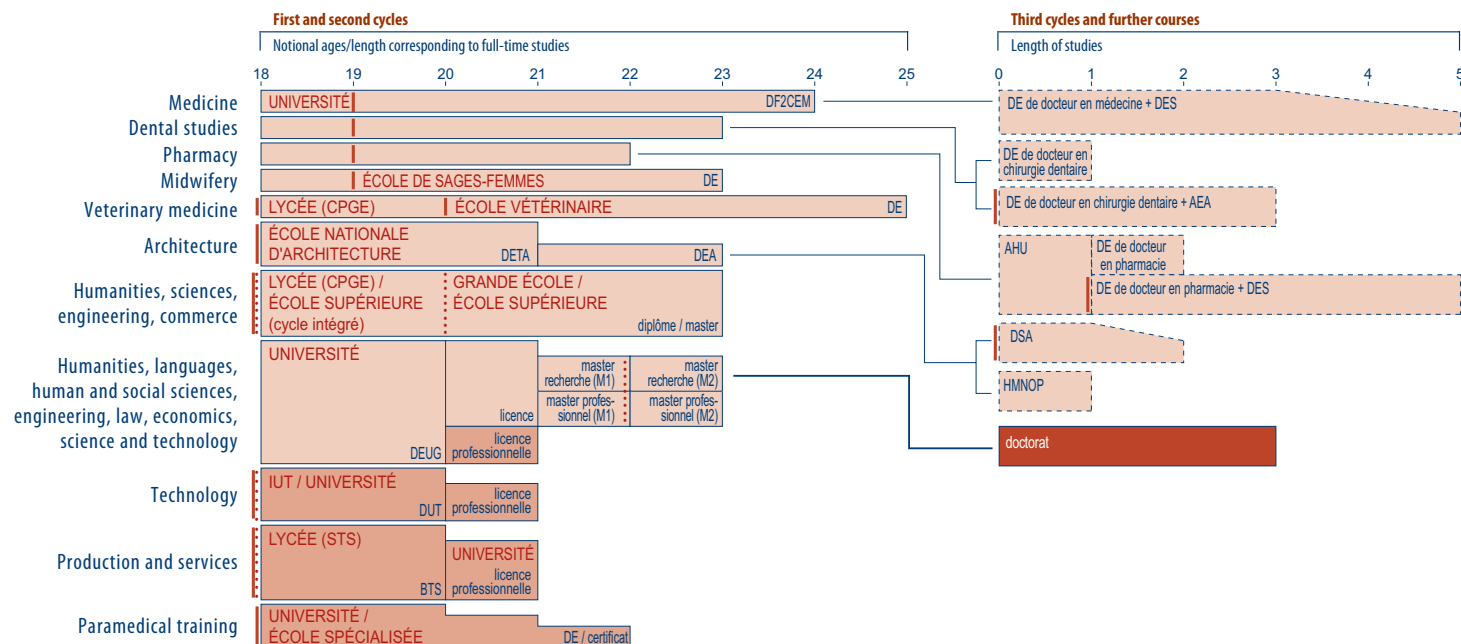 First and second cycles
Notional ages/length corresponding to full-time studies
18 19 20 21 22 23 24 25
Third cycles and further courses
Length of studies
0 1 2 3 4 5
Medicine
UNIVERSITÉ
DF2CEM
DE de docteur en médecine + DES
Dental studies
DE de docteur en
chirurgie dentaire
DE de docteur en chirurgie dentaire + AEA
Pharmacy
AHU
DE de docteur
en pharmacie
DE de docteur en pharmacie + DES
Midwifery
ÉCOLE DE SAGES-FEMMES
DE
Veterinary medicine
LYCÉE (CPGE)
ÉCOLE VÉTÉRINAIRE
DE
Architecture
ÉCOLE NATIONALE
D'ARCHITECTURE
DETA
DEA
DSA
HMNOP
Humanities, sciences,
engineering, commerce
LYCÉE (CPGE) /
ÉCOLE SUPÉRIEURE
(cycle intégré)
GRANDE ÉCOLE /
ÉCOLE SUPÉRIEURE
diplôme / master
Humanities, languages,
human and social sciences,
engineering, law, economics,
science and technology
UNIVERSITÉ
DEUG
licence
licence
professionnelle
master
recherche (M1)
master profes-
sionnel (M1)
master
recherche (M2)
master profes-
sionnel (M2)
doctorat
Technology
IUT / UNIVERSITÉ
DUT
licence
professionnelle
Production and services
LYCÉE (STS)
BTS
UNIVERSITÉ
licence
professionnelle
Paramedical training
UNIVERSITÉ /
ÉCOLE SPÉCIALISÉE
DE / certificat